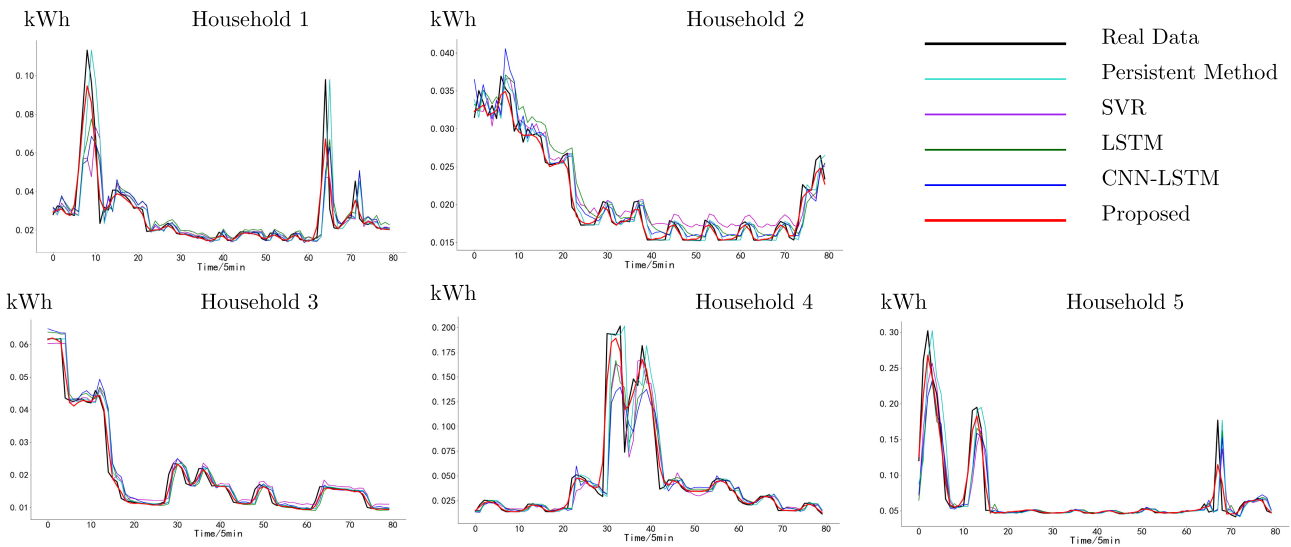 kWh
Household 1
0.10
0.08
0.06
0.04
0.02
0 10 20 30 40 50 60 70 80
Time/5min
kWh
Household 2
0.040
0.035
0.030
0.025
0.020
0.015
0 10 20 30 40 50 60 70 80
Time/5min
Real Data
Persistent Method
SVR
LSTM
CNN-LSTM
Proposed
kWh
Household 3
0.06
0.05
0.04
0.03
0.02
0.01
0 10 20 30 40 50 60 70 80
Time/5min
kWh
Household 4
0.200
0.175
0.150
0.125
0.100
0.075
0.050
0.025
0 10 20 30 40 50 60 70 80
Time/5min
kWh
Household 5
0.30
0.25
0.20
0.15
0.10
0.05
0 10 20 30 40 50 60 70 80
Time/5min